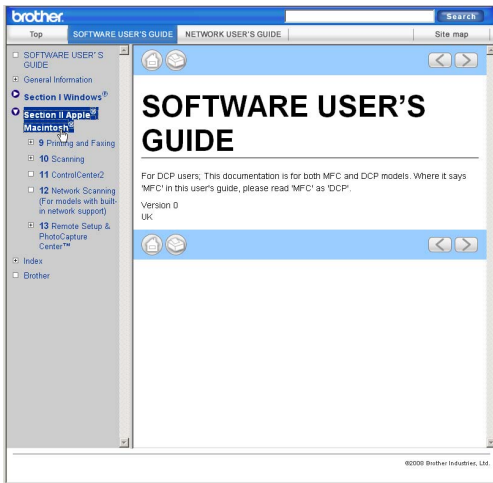 brother.
Search
Top
SOFTWARE USER'S GUIDE
NETWORK USER'S GUIDE
Site map
SOFTWARE USER'S
GUIDE
General Information
Section I Windows®
Section II Apple®
Macintosh®
9 Printing and Faxing
10 Scanning
11 ControlCenter2
12 Network Scanning
(For models with built-
in network support)
13 Remote Setup &
PhotoCapture
Center™
Index
Brother
SOFTWARE USER'S
GUIDE
For DCP users; This documentation is for both MFC and DCP models. Where it says
'MFC' in this user's guide, please read 'MFC' as 'DCP'.
Version 0
UK
©2008 Brother Industries, Ltd.